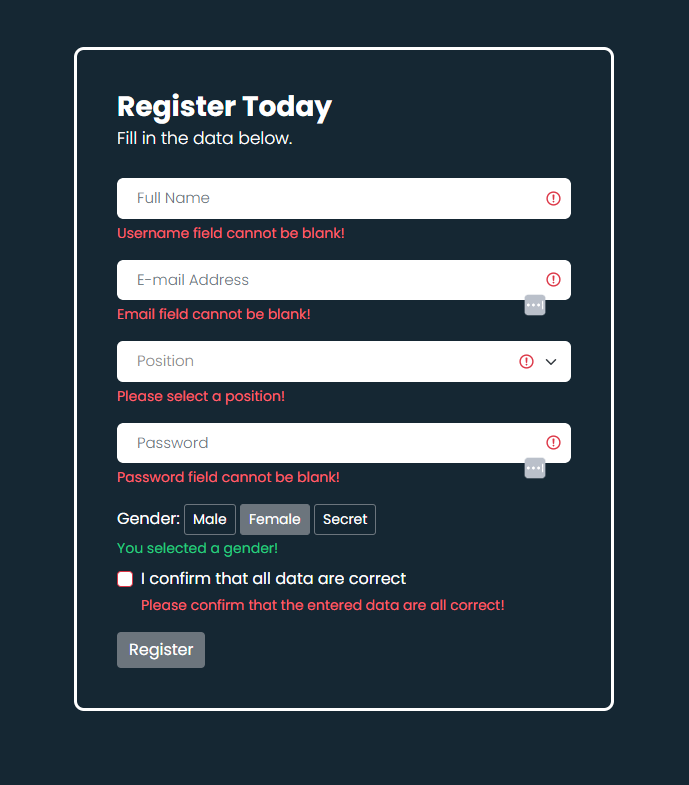 Register Today
Fill in the data below.
Full Name
Username field cannot be blank!
E-mail Address
Email field cannot be blank!
Position
Please select a position!
Password
Password field cannot be blank!
Gender: Male Female Secret
You selected a gender!
I confirm that all data are correct
Please confirm that the entered data are all correct!
Register